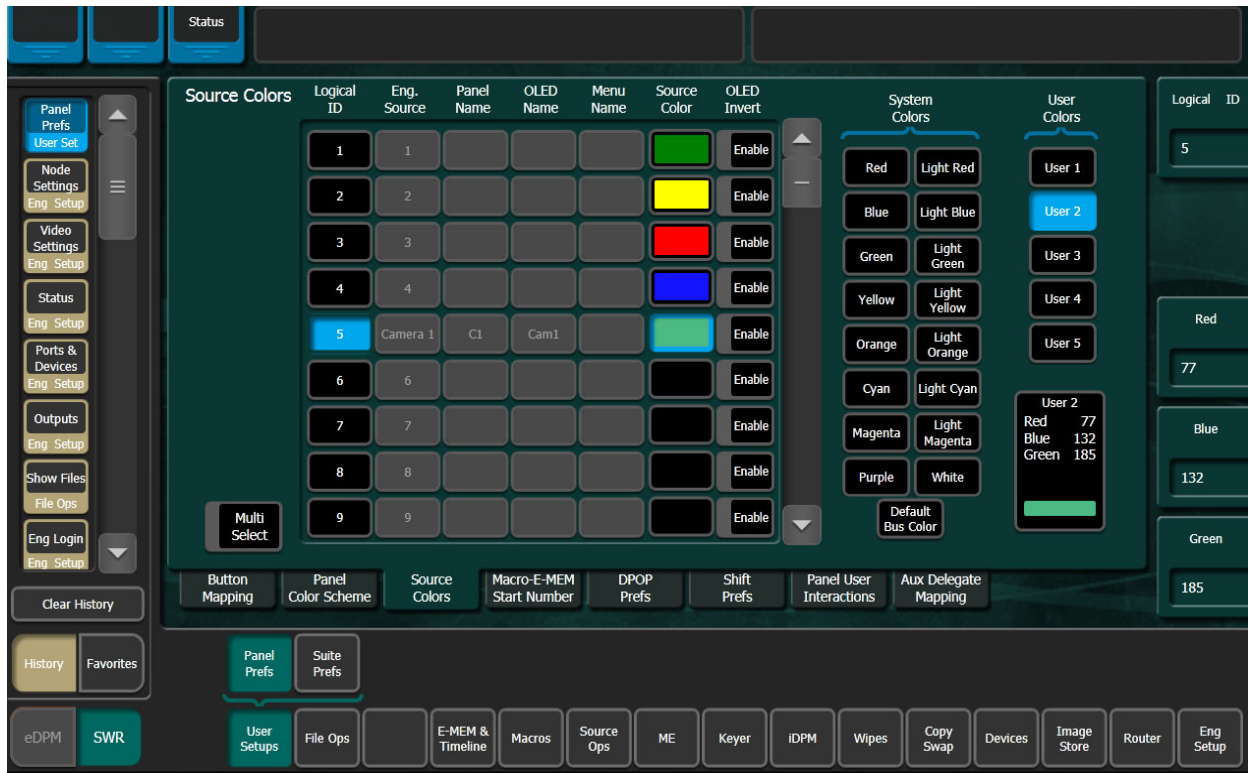 Status
Panel
Prefs
User Set
Node
Settings
Eng Setup
Video
Settings
Eng Setup
Status
Eng Setup
Ports &
Devices
Eng Setup
Outputs
Eng Setup
Show Files
File Ops
Eng Login
Eng Setup
Clear History
History Favorites
eDPM SWR
Source Colors
Logical ID
Eng. Source
Panel Name
OLED Name
Menu Name
Source Color
OLED Invert
1 1 Enable
2 2 Enable
3 3 Enable
4 4 Enable
5 Camera 1 C1 Cam1 Enable
6 6 Enable
7 7 Enable
8 8 Enable
9 9 Enable
Multi
Select
System
Colors
Red Light Red
Blue Light Blue
Green Light Green
Yellow Light Yellow
Orange Light Orange
Cyan Light Cyan
Magenta Light Magenta
Purple White
Default
Bus Color
User
Colors
User 1
User 2
User 3
User 4
User 5
User 2
Red 77
Blue 132
Green 185
Logical ID
5
Red
77
Blue
132
Green
185
Button Mapping
Panel Color Scheme
Source Colors
Macro-E-MEM Start Number
DPOP Prefs
Shift Prefs
Panel User Interactions
Aux Delegate Mapping
Panel Prefs
Suite Prefs
User Setups
File Ops
E-MEM & Timeline
Macros
Source Ops
ME
Keyer
iDPM
Wipes
Copy Swap
Devices
Image Store
Router
Eng Setup